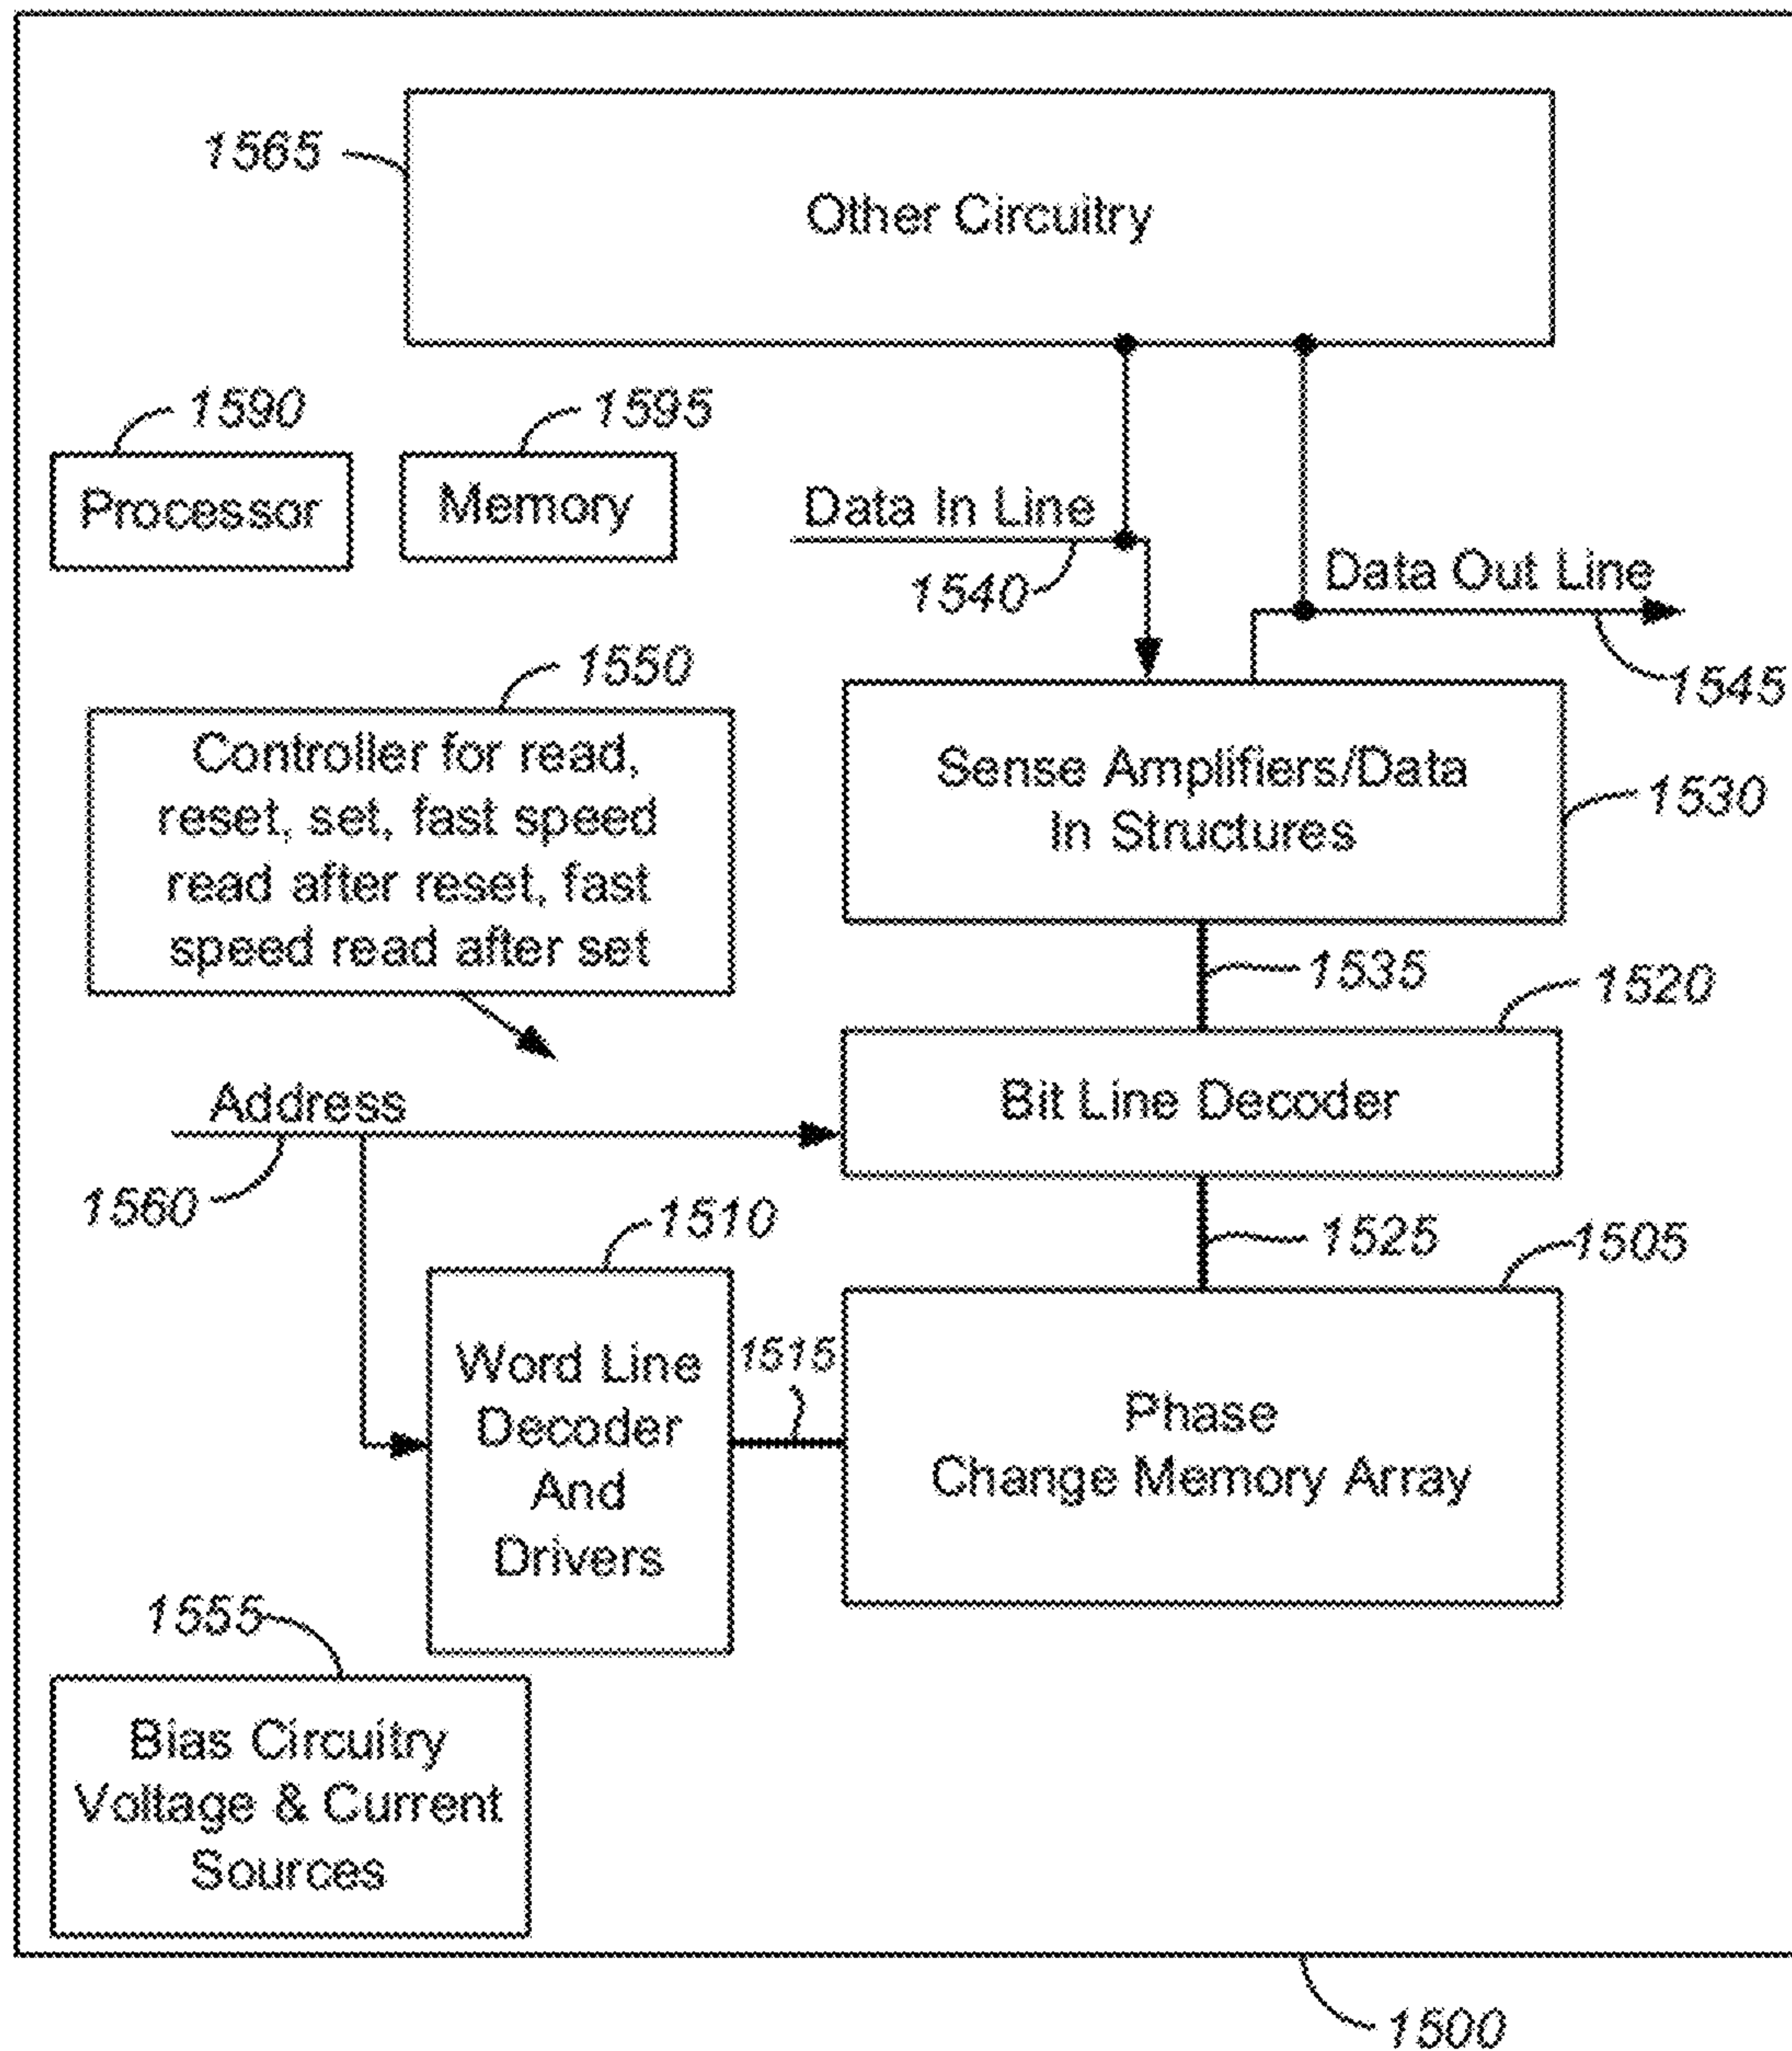 1565
Other Circuitry
1590
1595
Processor
Memory
Data In Line
1540
Data Out Line
1545
1550
Controller for read,
reset, set, fast speed
read after reset, fast
speed read after set
Sense Amplifiers/Data
In Structures
1530
1535
1520
Address
Bit Line Decoder
1560
1510
1525
1505
Word Line
Decoder
And
Drivers
1515
Phase
Change Memory Array
1555
Bias Circuitry
Voltage & Current
Sources
1500